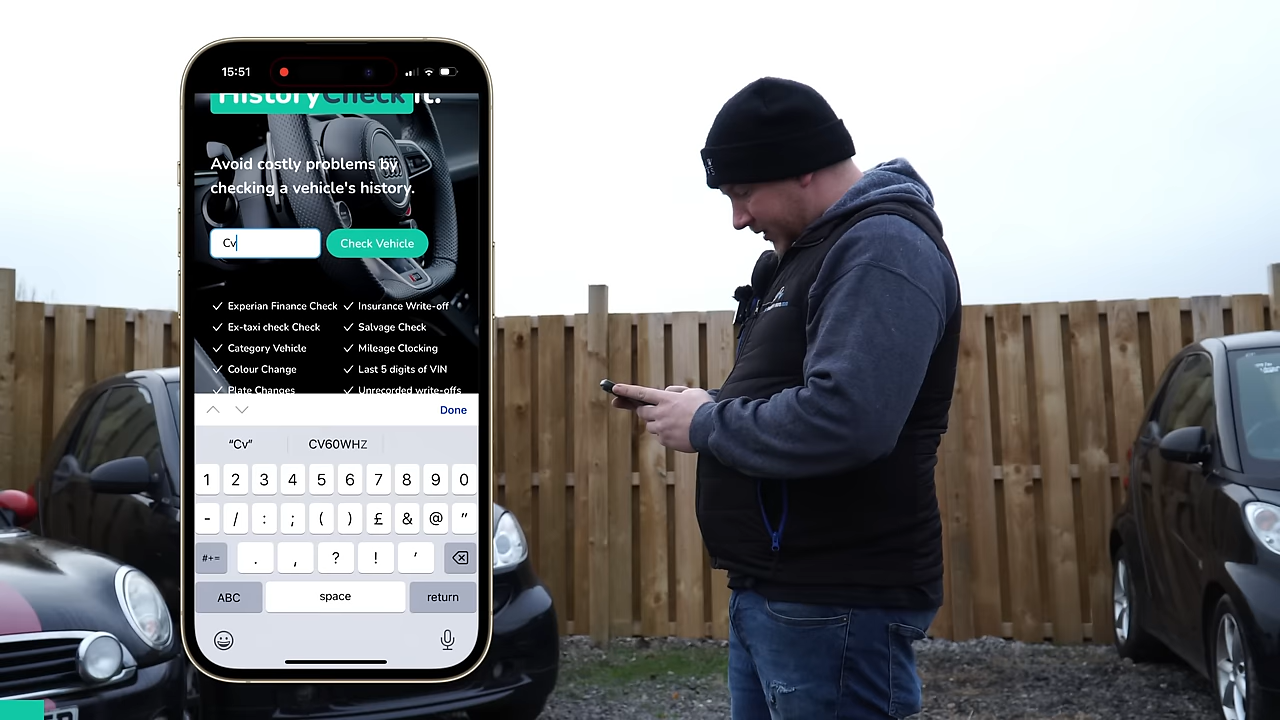 15:51
HistoryCheck it.
Avoid costly problems by
checking a vehicle's history.
Cv
Check Vehicle
Experian Finance Check
Insurance Write-off
Ex-taxi check Check
Salvage Check
Category Vehicle
Mileage Clocking
Colour Change
Last 5 digits of VIN
Plate Changes
Unrecorded write-offs
Done
“Cv”
CV60WHZ
1 2 3 4 5 6 7 8 9 0
- / : ; ( ) £ & @ "
#+= . , ? ! '
ABC space return